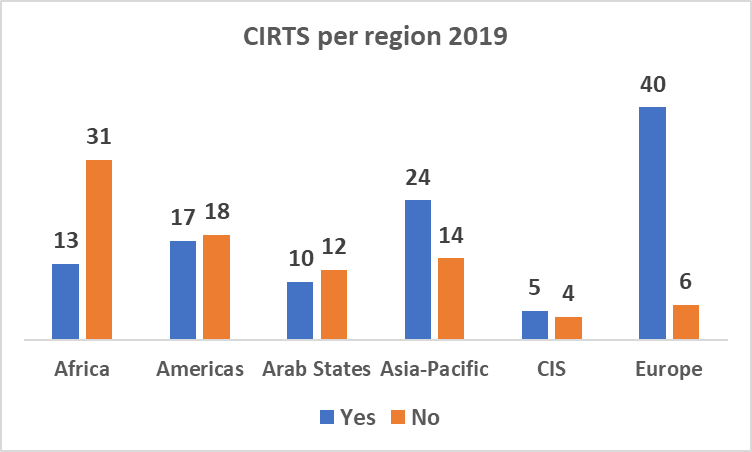 CIRTS per region 2019
13 31 17 18 10 12 24 14 5 4 40 6
Africa Americas Arab States Asia-Pacific CIS Europe
Yes No